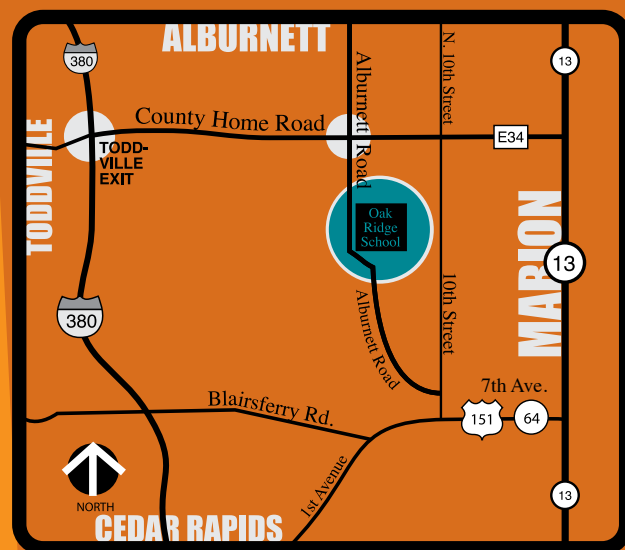 ALBURNETT
380
13
N. 10th Street
Alburnett Road
County Home Road
E34
TODD-
VILLE
EXIT
TODDVILLE
Oak
Ridge
School
MARION
13
10th Street
380
Alburnett Road
7th Ave.
Blairsferry Rd.
151
64
1st Avenue
NORTH
13
CEDAR RAPIDS